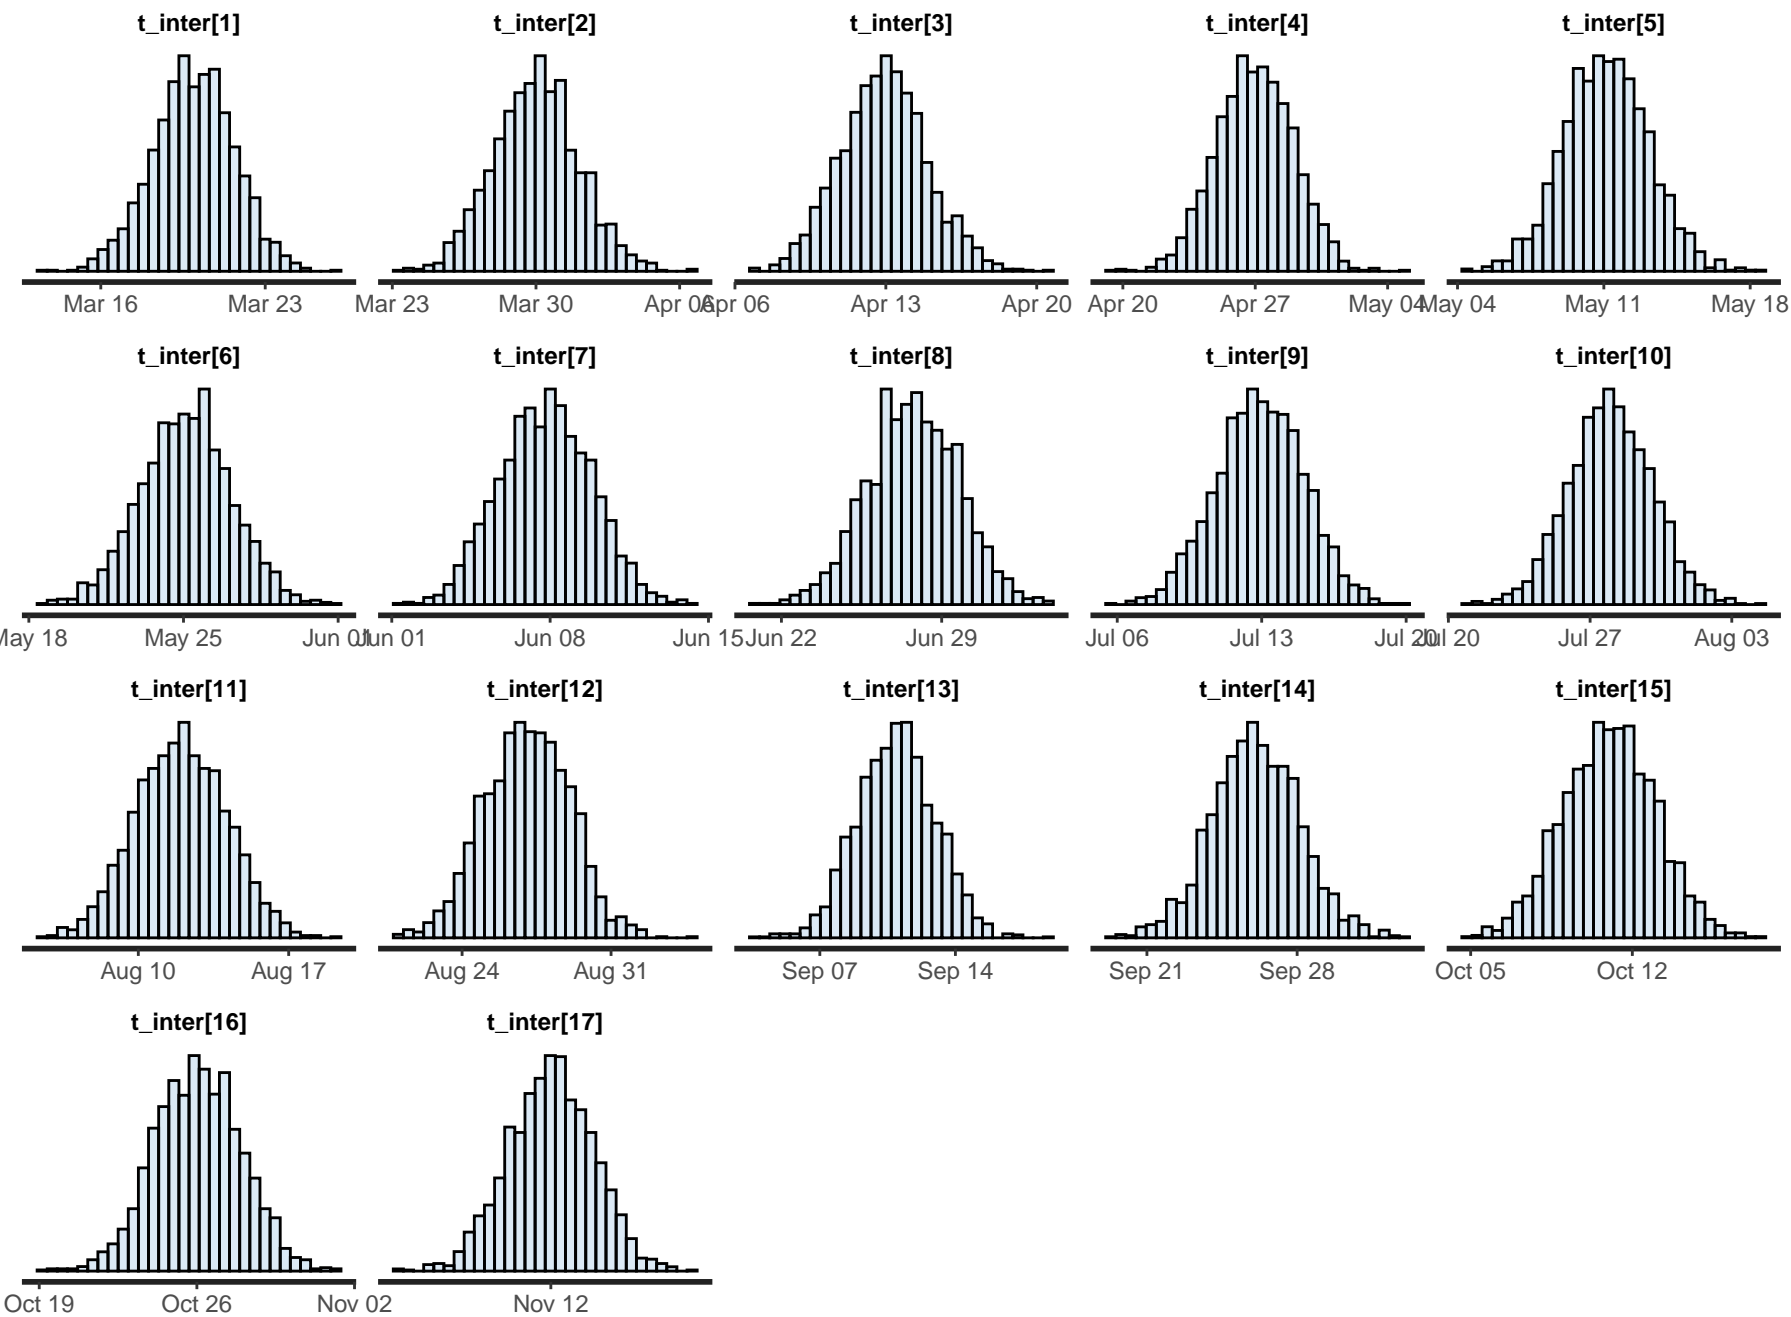 t_inter[1] t_inter[2] t_inter[3] t_inter[4] t_inter[5]
Mar 16 Mar 23 Mar 23 Mar 30 Apr 06 Apr 06 Apr 13 Apr 20 Apr 20 Apr 27 May 04 May 04 May 11 May 18
t_inter[6] t_inter[7] t_inter[8] t_inter[9] t_inter[10]
May 18 May 25 Jun 01 Jun 01 Jun 08 Jun 15 Jun 22 Jun 29 Jul 06 Jul 13 Jul 20 Jul 20 Jul 27 Aug 03
t_inter[11] t_inter[12] t_inter[13] t_inter[14] t_inter[15]
Aug 10 Aug 17 Aug 24 Aug 31 Sep 07 Sep 14 Sep 21 Sep 28 Oct 05 Oct 12
t_inter[16] t_inter[17]
Oct 19 Oct 26 Nov 02 Nov 12